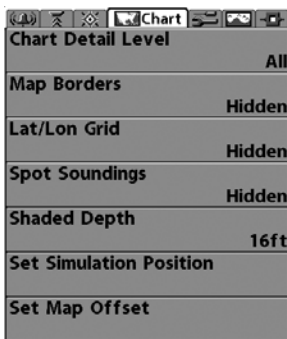 Chart
Chart Detail Level
All
Map Borders
Hidden
Lat/Lon Grid
Hidden
Spot Soundings
Hidden
Shaded Depth
16ft
Set Simulation Position
Set Map Offset